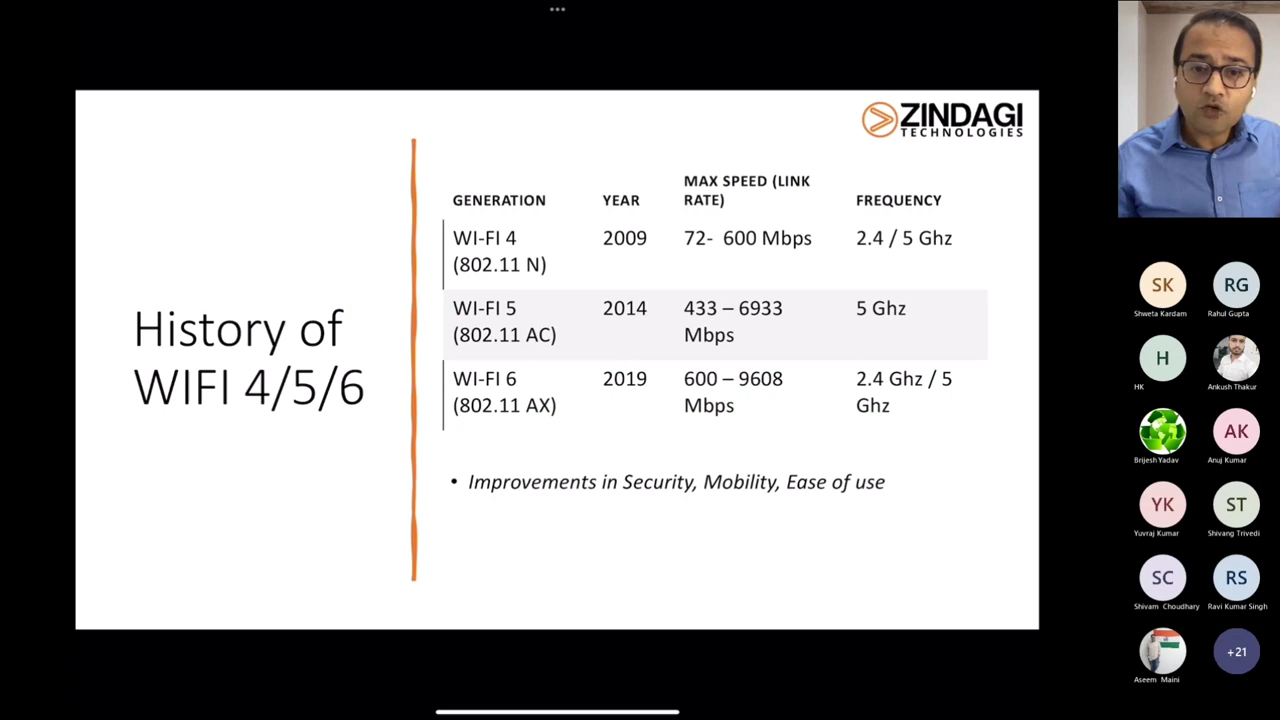 ZINDAGI
TECHNOLOGIES
History of
WIFI 4/5/6
GENERATION YEAR MAX SPEED (LINK RATE) FREQUENCY
WI-FI 4 2009 72- 600 Mbps 2.4 / 5 Ghz
(802.11 N)
WI-FI 5 2014 433 – 6933 5 Ghz
(802.11 AC) Mbps
WI-FI 6 2019 600 – 9608 2.4 Ghz / 5
(802.11 AX) Mbps Ghz
• Improvements in Security, Mobility, Ease of use
SK RG
Shweta Kardam Rahul Gupta
H
HK Ankush Thakur
AK
Brijesh Yadav Anuj Kumar
YK ST
Yuvraj Kumar Shivang Trivedi
SC RS
Shivam Choudhary Ravi Kumar Singh
+21
Aseem Maini